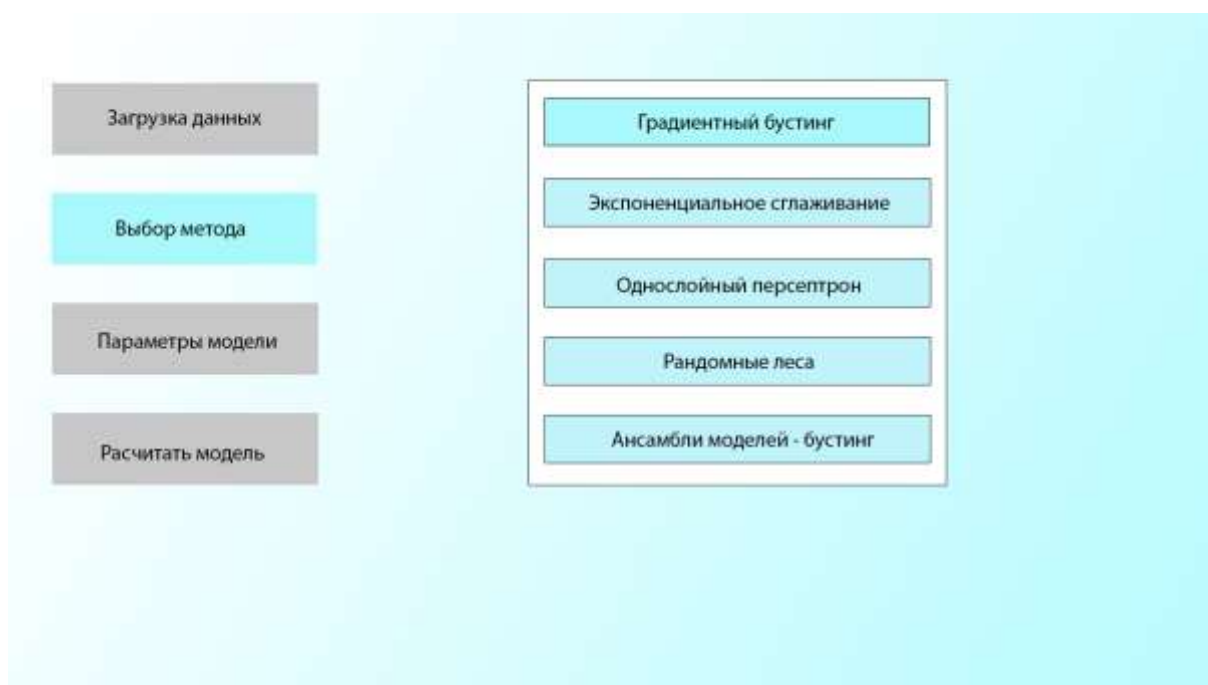 Загрузка данных
Выбор метода
Параметры модели
Расчитать модель
Градиентный бустинг
Экспоненциальное сглаживание
Однослойный персептрон
Рандомные леса
Ансамбли моделей - бустинг